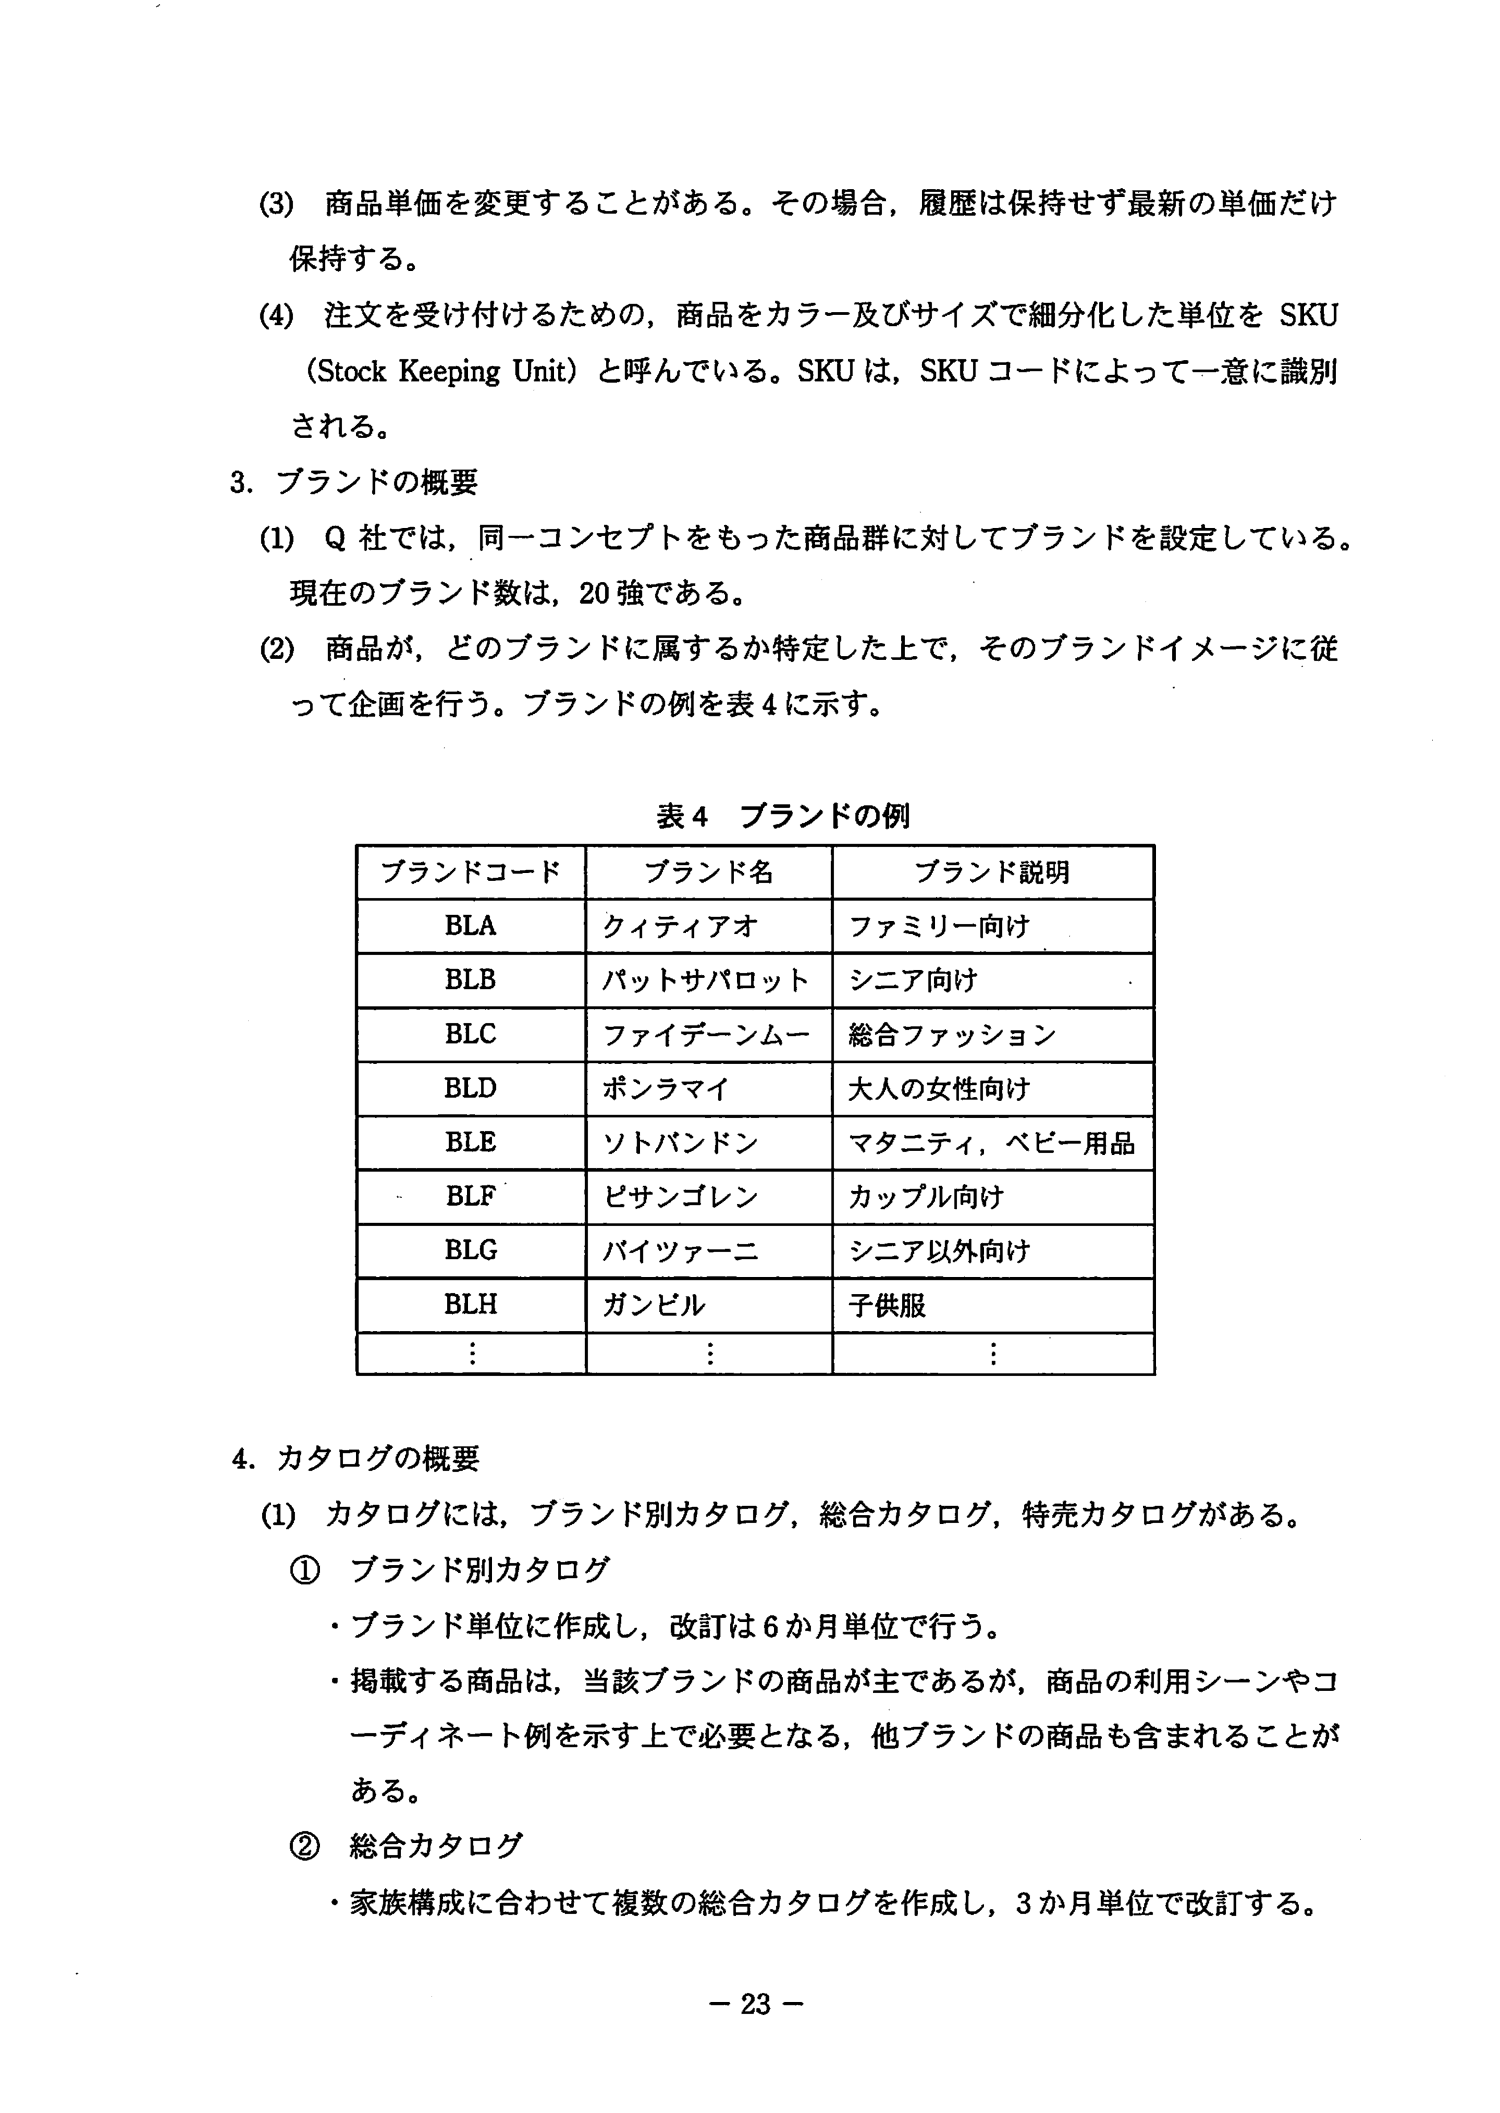 (3)　商品単価を変更することがある。その場合，履歴は保持せず最新の単価だけ
保持する。
(4)　注文を受け付けるための，商品をカラー及びサイズで細分化した単位を SKU
（Stock Keeping Unit）と呼んでいる。SKU は，SKU コードによって一意に識別
される。
3．ブランドの概要
(1)　Q 社では，同一コンセプトをもった商品群に対してブランドを設定している。
現在のブランド数は，20 強である。
(2)　商品が，どのブランドに属するか特定した上で，そのブランドイメージに従
って企画を行う。ブランドの例を表 4 に示す。
表 4　ブランドの例
ブランドコード　ブランド名　ブランド説明
BLA　クィティアオ　ファミリー向け
BLB　パットサパロット　シニア向け
BLC　ファイデーンムー　総合ファッション
BLD　ポンラマイ　大人の女性向け
BLE　ソトバンドン　マタニティ，ベビー用品
BLF　ピサンゴレン　カップル向け
BLG　バイツァーニ　シニア以外向け
BLH　ガンビル　子供服
⋮　⋮　⋮
4．カタログの概要
(1)　カタログには，ブランド別カタログ，総合カタログ，特売カタログがある。
①　ブランド別カタログ
・ブランド単位に作成し，改訂は 6 か月単位で行う。
・掲載する商品は，当該ブランドの商品が主であるが，商品の利用シーンやコ
ーディネート例を示す上で必要となる，他ブランドの商品も含まれることが
ある。
②　総合カタログ
・家族構成に合わせて複数の総合カタログを作成し，3 か月単位で改訂する。
－ 23 －